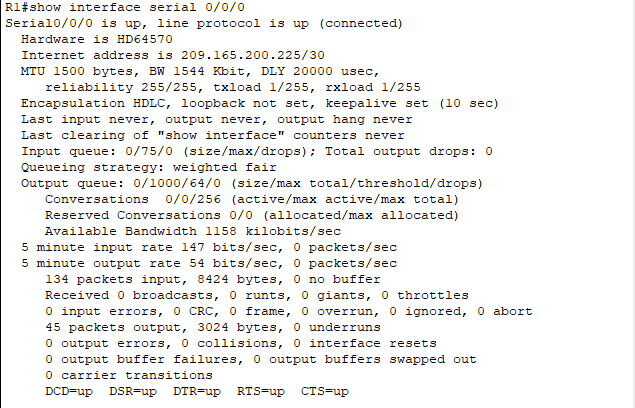 R1#show interface serial 0/0/0
Serial0/0/0 is up, line protocol is up (connected)
Hardware is HD64570
Internet address is 209.165.200.225/30
MTU 1500 bytes, BW 1544 Kbit, DLY 20000 usec,
reliability 255/255, txload 1/255, rxload 1/255
Encapsulation HDLC, loopback not set, keepalive set (10 sec)
Last input never, output never, output hang never
Last clearing of "show interface" counters never
Input queue: 0/75/0 (size/max/drops); Total output drops: 0
Queueing strategy: weighted fair
Output queue: 0/1000/64/0 (size/max total/threshold/drops)
Conversations  0/0/256 (active/max active/max total)
Reserved Conversations 0/0 (allocated/max allocated)
Available Bandwidth 1158 kilobits/sec
5 minute input rate 147 bits/sec, 0 packets/sec
5 minute output rate 54 bits/sec, 0 packets/sec
134 packets input, 8424 bytes, 0 no buffer
Received 0 broadcasts, 0 runts, 0 giants, 0 throttles
0 input errors, 0 CRC, 0 frame, 0 overrun, 0 ignored, 0 abort
45 packets output, 3024 bytes, 0 underruns
0 output errors, 0 collisions, 0 interface resets
0 output buffer failures, 0 output buffers swapped out
0 carrier transitions
DCD=up  DSR=up  DTR=up  RTS=up  CTS=up